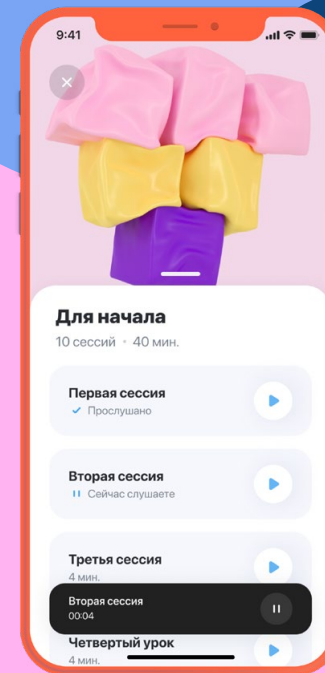 9:41
Для начала
10 сессий • 40 мин.
Первая сессия
Прослушано
Вторая сессия
Сейчас слушаете
Третья сессия
4 мин.
Вторая сессия
00:04
Четвертый урок
4 мин.